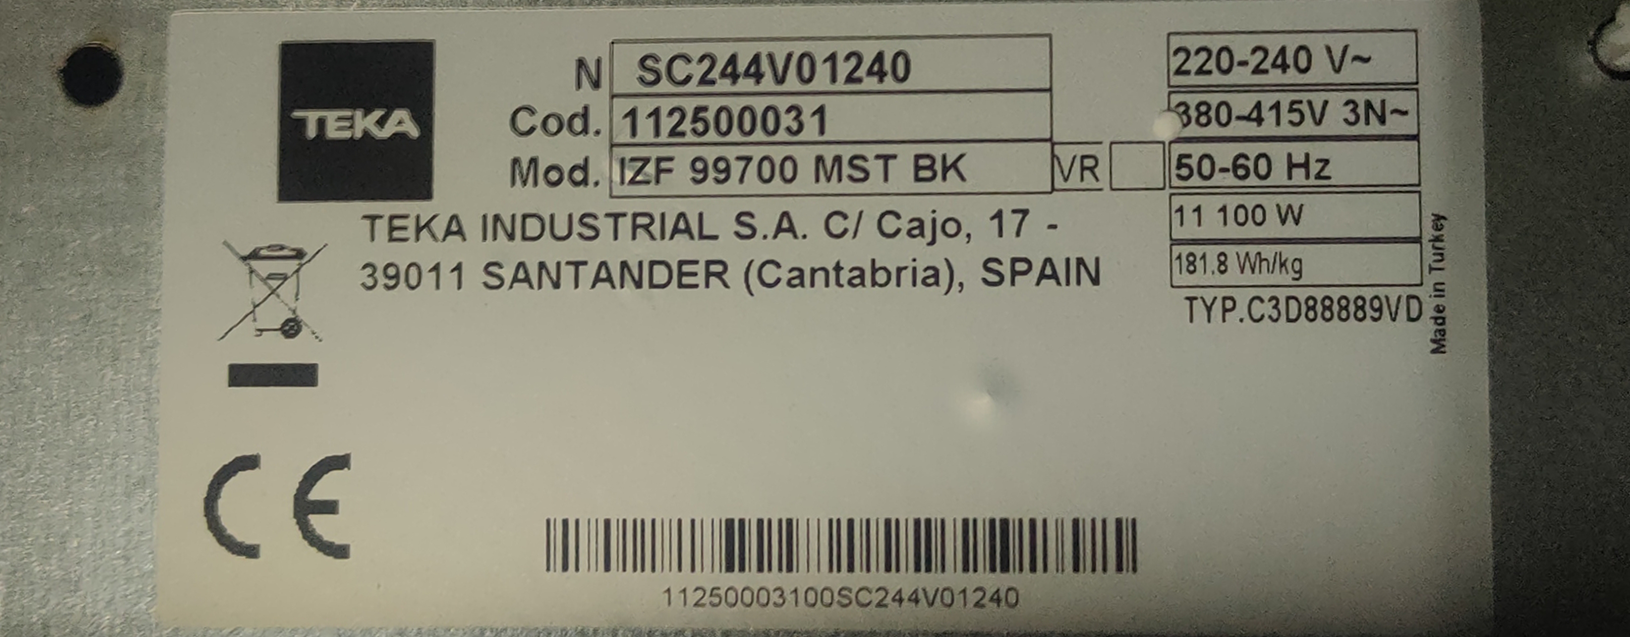 TEKA
N SC244V01240
Cod. 112500031
Mod. IZF 99700 MST BK VR
TEKA INDUSTRIAL S.A. C/ Cajo, 17 -
39011 SANTANDER (Cantabria), SPAIN
220-240 V~
380-415V 3N~
50-60 Hz
11 100 W
181.8 Wh/kg
TYP.C3D88889VD
Made in Turkey
CE
11250003100SC244V01240